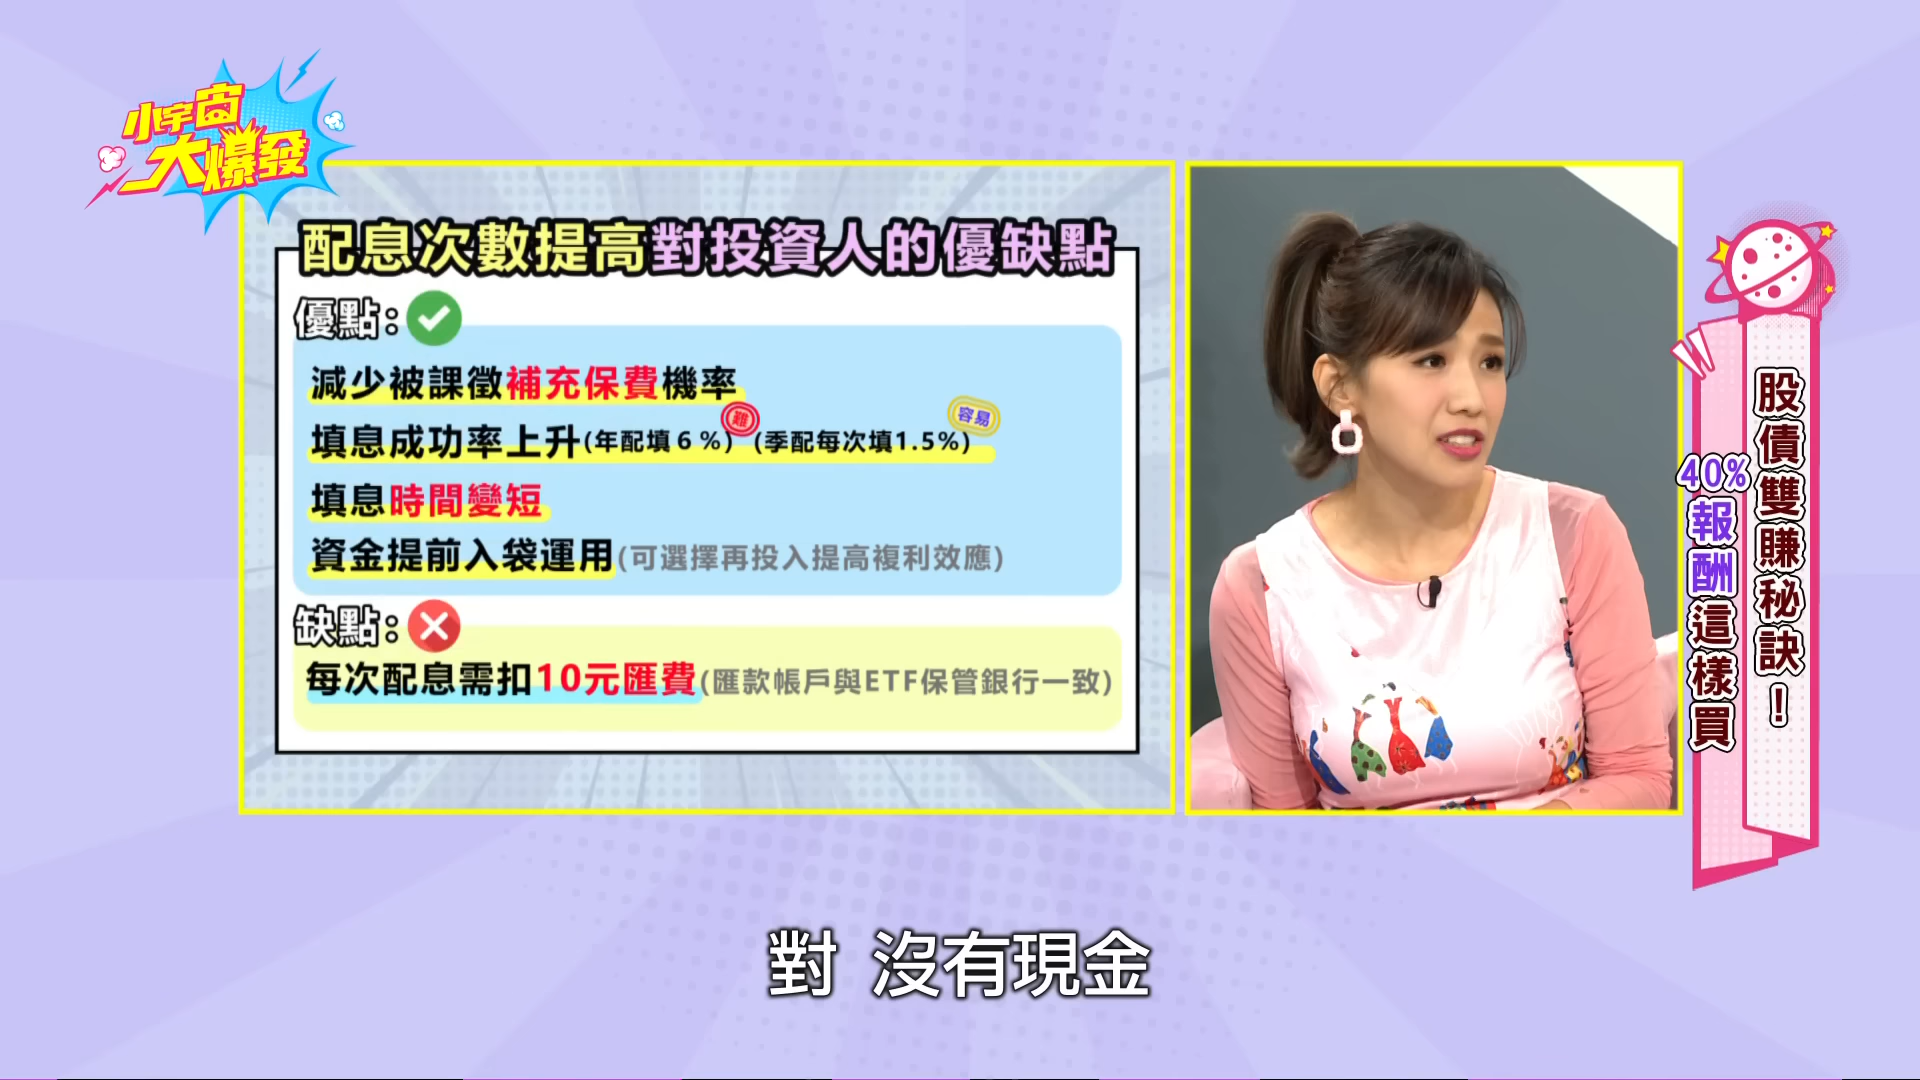 小宇宙
大爆發
配息次數提高對投資人的優缺點
優點：
減少被課徵補充保費機率
難
容易
填息成功率上升(年配填6%) (季配每次填1.5%)
填息時間變短
資金提前入袋運用(可選擇再投入提高複利效應)
缺點：
每次配息需扣10元匯費(匯款帳戶與ETF保管銀行一致)
股債雙賺秘訣！
40%報酬這樣買
對 沒有現金